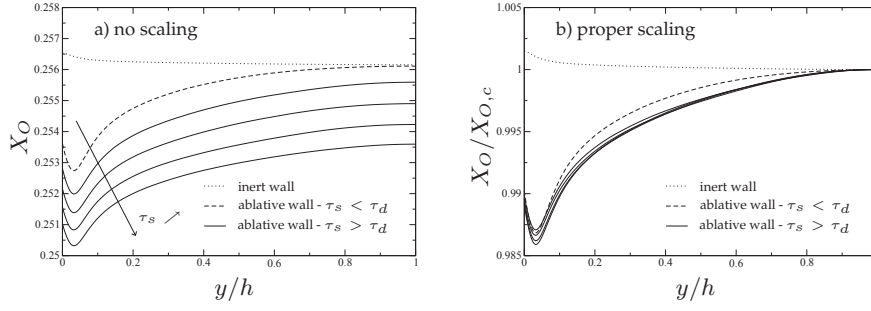 a) no scaling
0.258
0.257
0.256
0.255
0.254
0.253
0.252
0.251
0.25
X_O
τ_s ↗
inert wall
ablative wall - τ_s < τ_d
ablative wall - τ_s > τ_d
0 0.2 0.4 0.6 0.8 1
y/h
b) proper scaling
1.005
1
0.995
0.99
0.985
X_O/X_{O,c}
inert wall
ablative wall - τ_s < τ_d
ablative wall - τ_s > τ_d
0 0.2 0.4 0.6 0.8 1
y/h